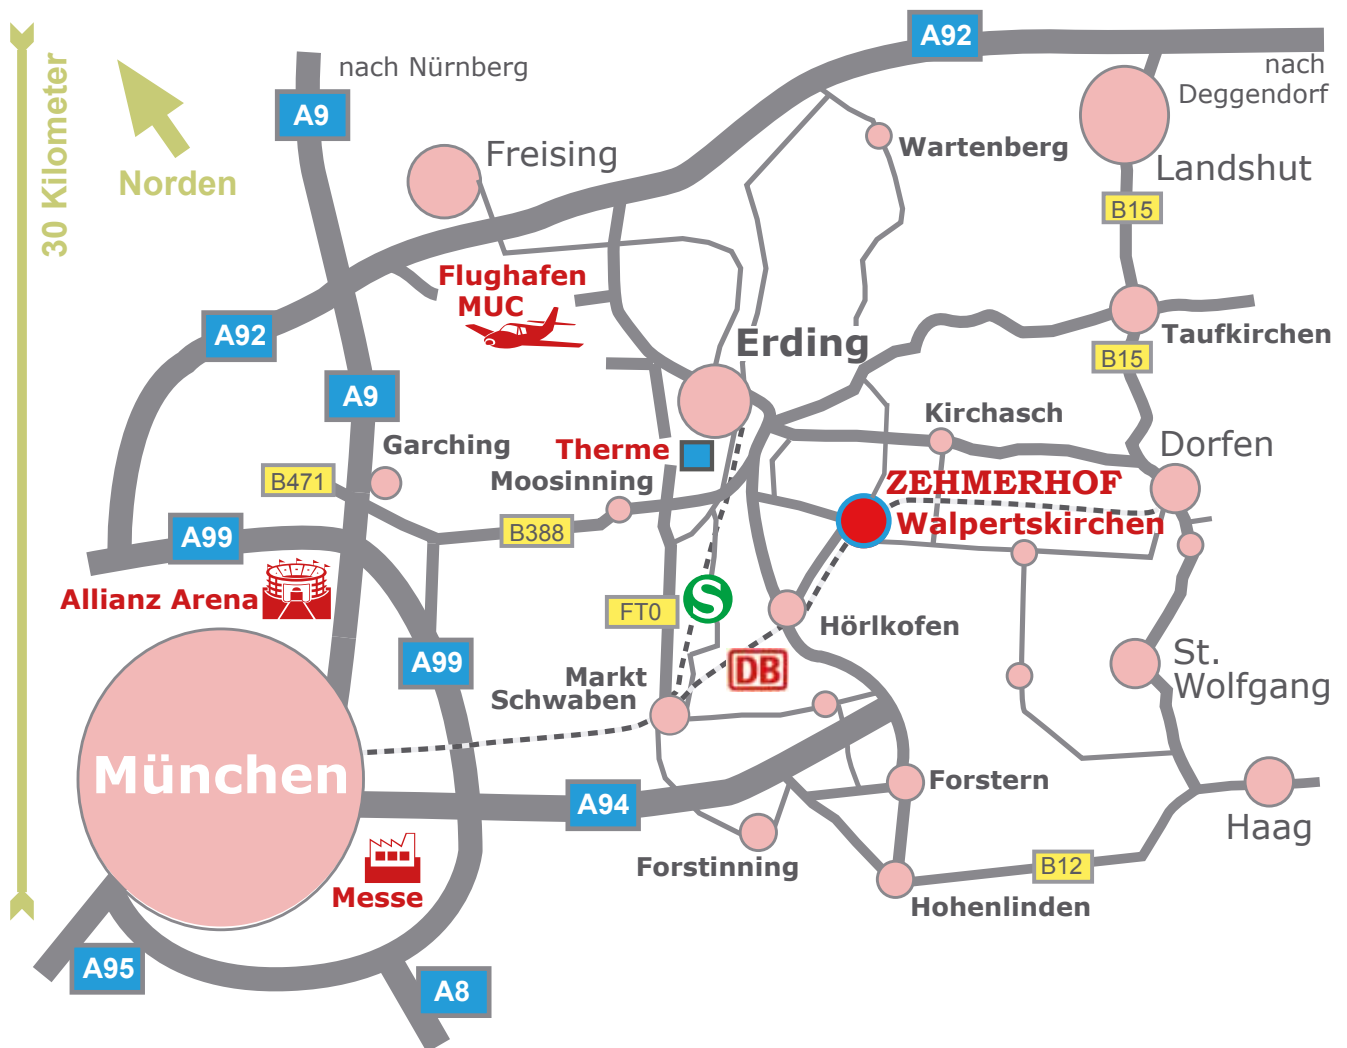 A92
nach Nürnberg
nach
Deggendorf
30 Kilometer
A9
Norden
Freising
Wartenberg
Landshut
B15
Flughafen
MUC
A92
Erding
Taufkirchen
B15
A9
Kirchasch
Garching
Therme
Dorfen
B471
Moosinning
ZEHMERHOF
Walpertskirchen
A99
B388
Allianz Arena
S
FT0
Hörlkofen
A99
DB
Markt
Schwaben
St.
Wolfgang
München
Forstern
A94
Haag
Forstinning
B12
Messe
Hohenlinden
A95
A8